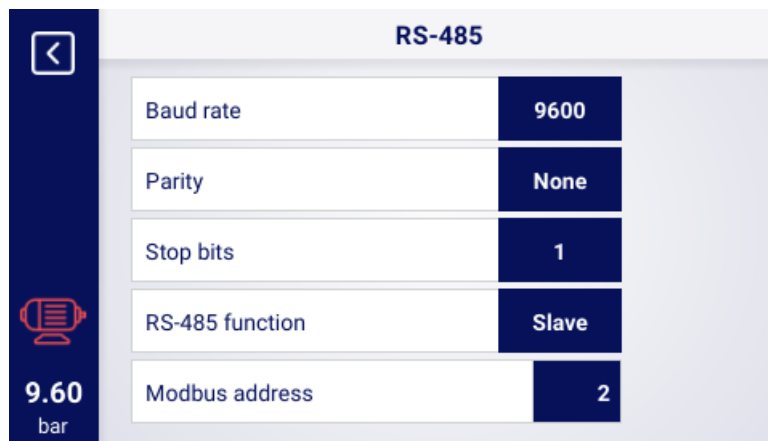 RS-485
Baud rate 9600
Parity None
Stop bits 1
RS-485 function Slave
Modbus address 2
9.60
bar